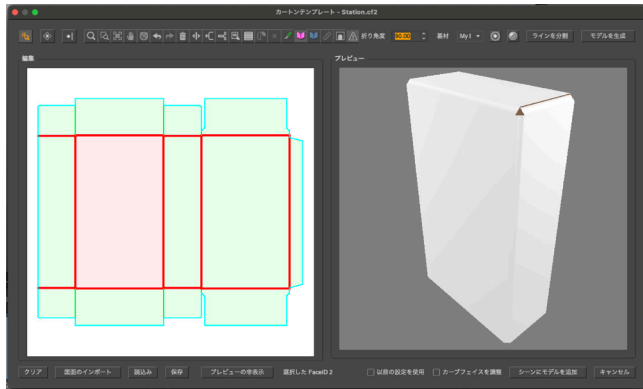 カートンテンプレート - Station.cf2
折り角度 90.00 基材 My l ラインを分割 モデルを生成
編集 プレビュー
クリア 図面のインポート 読込み 保存 プレビューの非表示 選択した FaceID 2 以前の設定を使用 カーブフェイスを調整 シーンにモデルを追加 キャンセル